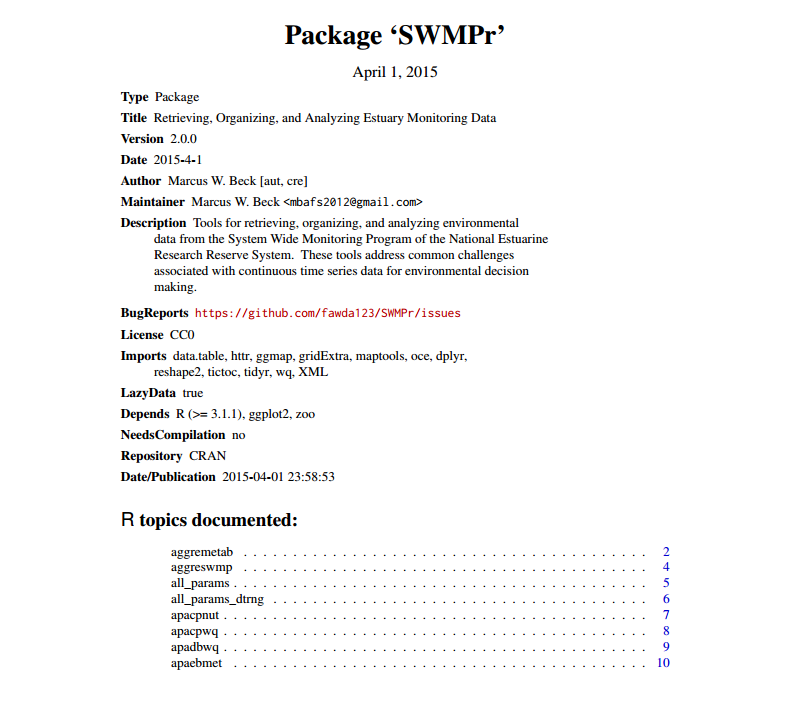 Package ‘SWMPr’
April 1, 2015
Type Package
Title Retrieving, Organizing, and Analyzing Estuary Monitoring Data
Version 2.0.0
Date 2015-4-1
Author Marcus W. Beck [aut, cre]
Maintainer Marcus W. Beck <mbafs2012@gmail.com>
Description Tools for retrieving, organizing, and analyzing environmental
data from the System Wide Monitoring Program of the National Estuarine
Research Reserve System. These tools address common challenges
associated with continuous time series data for environmental decision
making.
BugReports https://github.com/fawda123/SWMPr/issues
License CC0
Imports data.table, httr, ggmap, gridExtra, maptools, oce, dplyr,
reshape2, tictoc, tidyr, wq, XML
LazyData true
Depends R (>= 3.1.1), ggplot2, zoo
NeedsCompilation no
Repository CRAN
Date/Publication 2015-04-01 23:58:53
R topics documented:
aggremetab . . . . . . . . . . . . . . . . . . . . . . . . . . . . . . . 2
aggreswmp . . . . . . . . . . . . . . . . . . . . . . . . . . . . . . . 4
all_params . . . . . . . . . . . . . . . . . . . . . . . . . . . . . . . . 5
all_params_dtrng . . . . . . . . . . . . . . . . . . . . . . . . . . . . . 6
apacpnut . . . . . . . . . . . . . . . . . . . . . . . . . . . . . . . . . 7
apacpwq . . . . . . . . . . . . . . . . . . . . . . . . . . . . . . . . . 8
apadbwq . . . . . . . . . . . . . . . . . . . . . . . . . . . . . . . . . 9
apaebmet . . . . . . . . . . . . . . . . . . . . . . . . . . . . . . . . 10